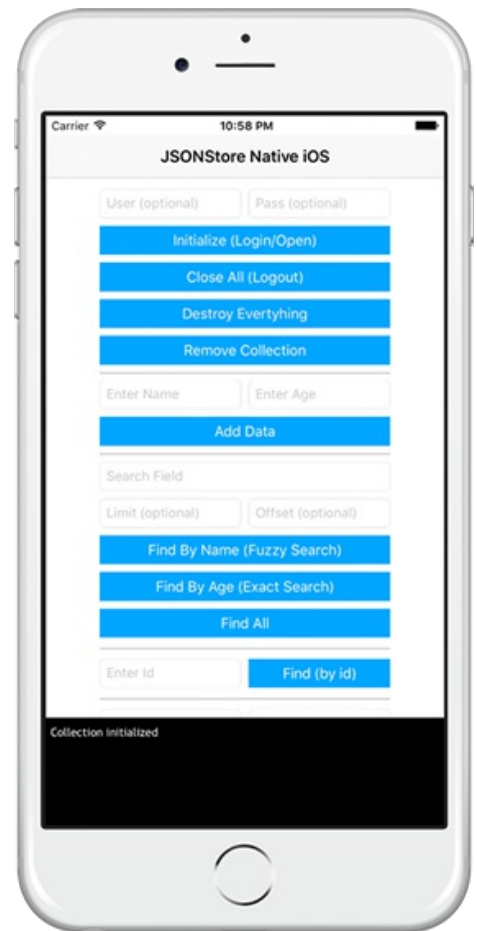 Carrier 10:58 PM
JSONStore Native iOS
User (optional) Pass (optional)
Initialize (Login/Open)
Close All (Logout)
Destroy Evertyhing
Remove Collection
Enter Name Enter Age
Add Data
Search Field
Limit (optional) Offset (optional)
Find By Name (Fuzzy Search)
Find By Age (Exact Search)
Find All
Enter Id Find (by id)
Collection initialized